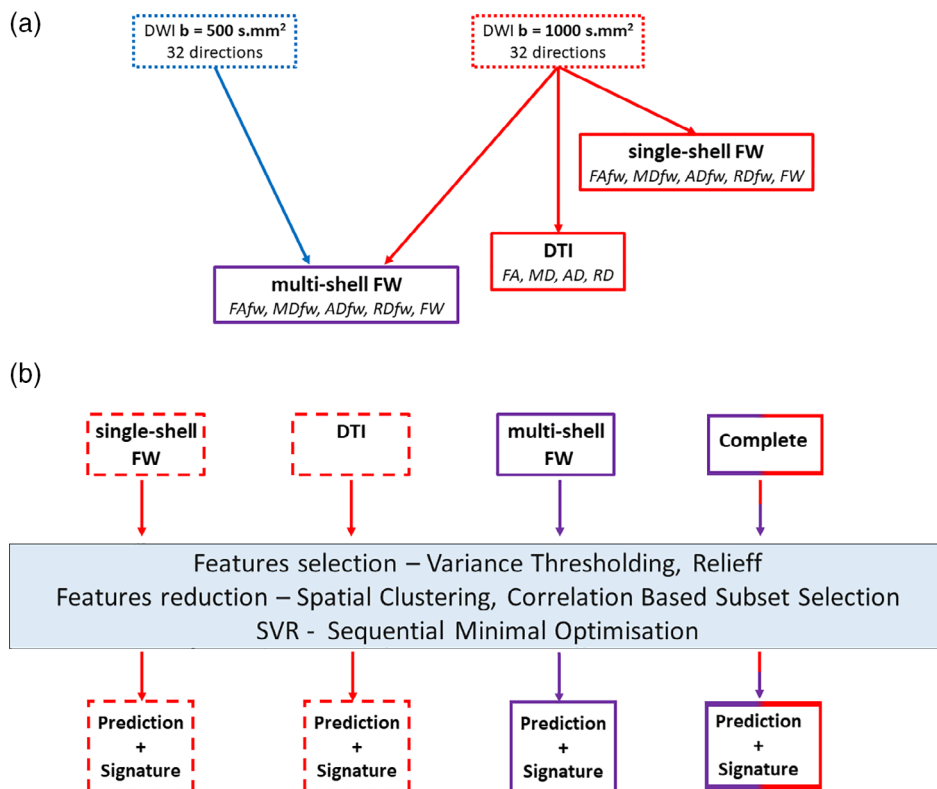 (a)
DWI b = 500 s.mm²
32 directions
DWI b = 1000 s.mm²
32 directions
single-shell FW
FAfw, MDfw, ADfw, RDfw, FW
DTI
FA, MD, AD, RD
multi-shell FW
FAfw, MDfw, ADfw, RDfw, FW
(b)
single-shell
FW
DTI
multi-shell
FW
Complete
Features selection – Variance Thresholding, Relieff
Features reduction – Spatial Clustering, Correlation Based Subset Selection
SVR - Sequential Minimal Optimisation
Prediction
+
Signature
Prediction
+
Signature
Prediction
+
Signature
Prediction
+
Signature